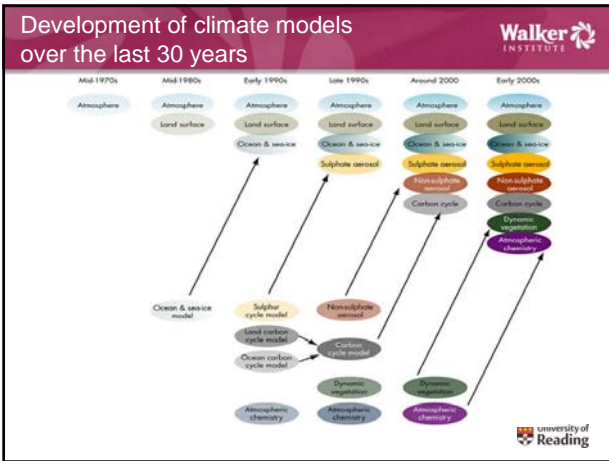 Development of climate models
over the last 30 years
Walker
INSTITUTE
Mid-1970s Mid-1980s Early 1990s Late 1990s Around 2000 Early 2000s
Atmosphere Atmosphere Atmosphere Atmosphere Atmosphere Atmosphere
Land surface Land surface Land surface Land surface Land surface
Ocean & sea-ice Ocean & sea-ice Ocean & sea-ice Ocean & sea-ice
Sulphate aerosol Sulphate aerosol Sulphate aerosol
Non-sulphate
aerosol
Non-sulphate
aerosol
Carbon cycle Carbon cycle
Dynamic
vegetation
Atmospheric
chemistry
Ocean & sea-ice
model
Sulphur
cycle model
Non-sulphate
aerosol
Land carbon
cycle model
Carbon
cycle model
Ocean carbon
cycle model
Dynamic
vegetation
Dynamic
vegetation
Atmospheric
chemistry
Atmospheric
chemistry
Atmospheric
chemistry
University of
Reading